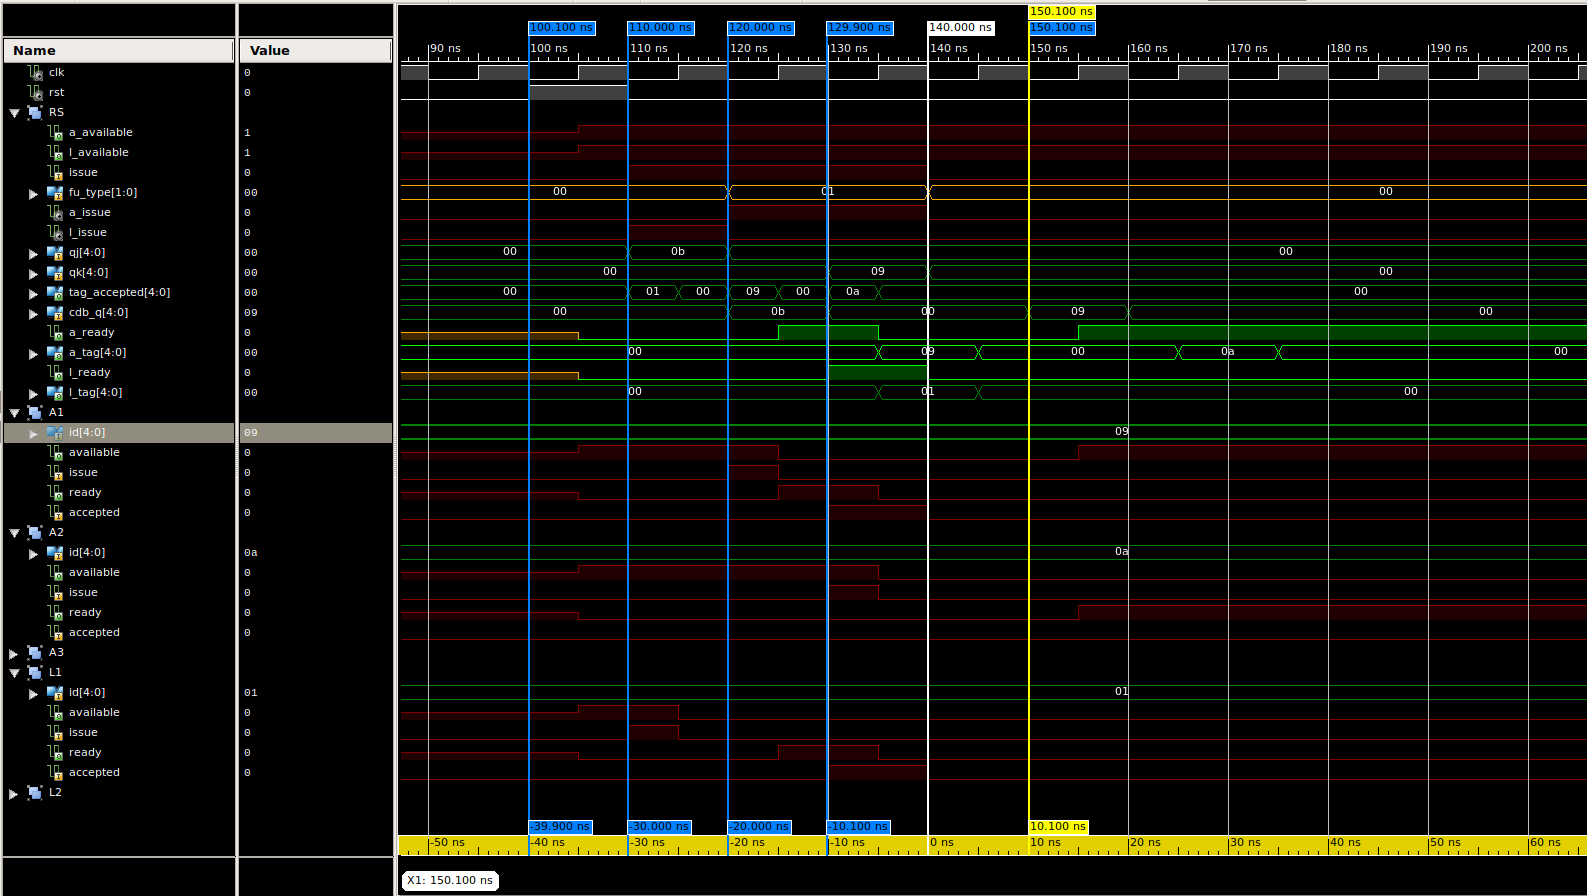 150.100 ns
100.100 ns 110.000 ns 120.000 ns 129.900 ns 140.000 ns 150.100 ns
Name Value
90 ns 100 ns 110 ns 120 ns 130 ns 140 ns 150 ns 160 ns 170 ns 180 ns 190 ns 200 ns
clk 0
rst 0
RS
a_available 1
l_available 1
issue 0
fu_type[1:0] 00 00 01 00
a_issue 0
l_issue 0
qj[4:0] 00 00 0b 00
qk[4:0] 00 00 09 00
tag_accepted[4:0] 00 00 01 00 09 00 0a 00
cdb_q[4:0] 09 00 0b 00 09 00
a_ready 0
a_tag[4:0] 00 00 09 00 0a 00
l_ready 0
l_tag[4:0] 00 00 01 00
A1
id[4:0] 09 09
available 0
issue 0
ready 0
accepted 0
A2
id[4:0] 0a 0a
available 0
issue 0
ready 0
accepted 0
A3
L1
id[4:0] 01 01
available 0
issue 0
ready 0
accepted 0
L2
-39.900 ns -30.000 ns -20.000 ns -10.100 ns 10.100 ns
-50 ns -40 ns -30 ns -20 ns -10 ns 0 ns 10 ns 20 ns 30 ns 40 ns 50 ns 60 ns
X1: 150.100 ns